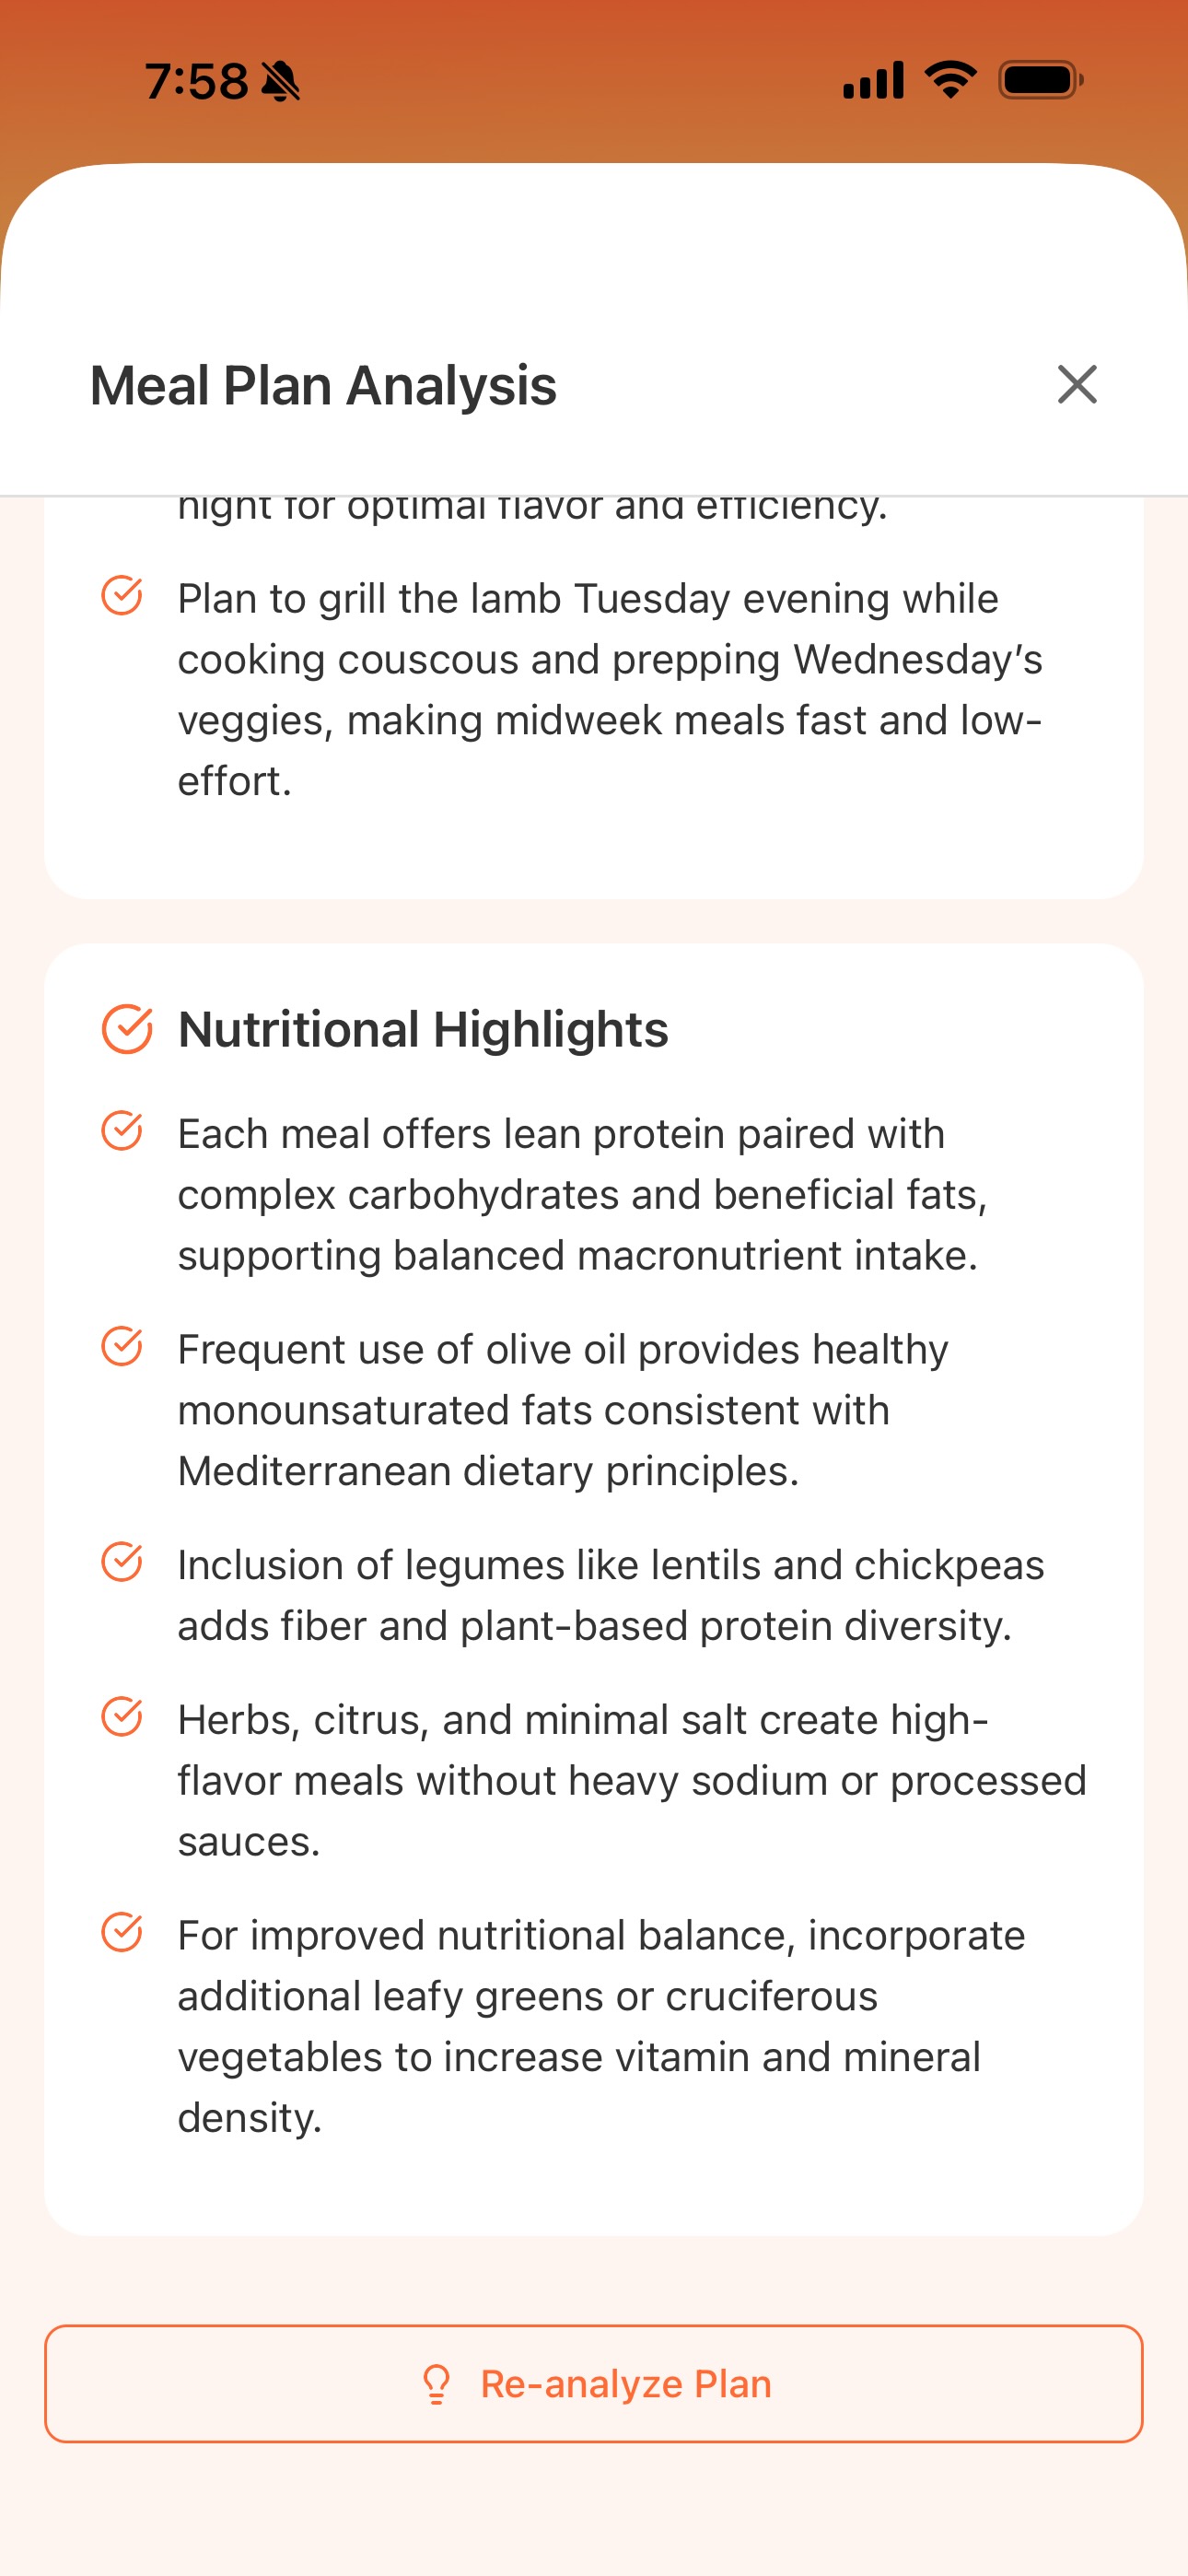 7:58
Meal Plan Analysis
night for optimal flavor and efficiency.
Plan to grill the lamb Tuesday evening while
cooking couscous and prepping Wednesday’s
veggies, making midweek meals fast and low-
effort.
Nutritional Highlights
Each meal offers lean protein paired with
complex carbohydrates and beneficial fats,
supporting balanced macronutrient intake.
Frequent use of olive oil provides healthy
monounsaturated fats consistent with
Mediterranean dietary principles.
Inclusion of legumes like lentils and chickpeas
adds fiber and plant-based protein diversity.
Herbs, citrus, and minimal salt create high-
flavor meals without heavy sodium or processed
sauces.
For improved nutritional balance, incorporate
additional leafy greens or cruciferous
vegetables to increase vitamin and mineral
density.
Re-analyze Plan